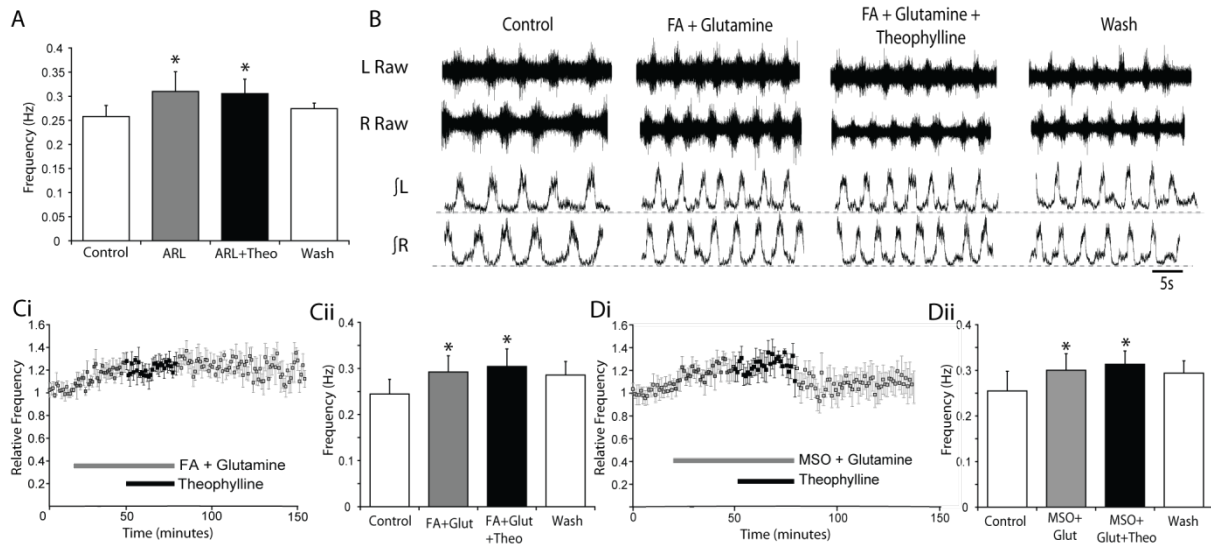 A
Frequency (Hz)
0.4
0.35
0.3
0.25
0.2
0.15
0.1
0.05
0
*
*
Control
ARL
ARL+Theo
Wash
B
Control
FA + Glutamine
FA + Glutamine +
Theophylline
Wash
L Raw
R Raw
∫L
∫R
5s
Ci
Relative Frequency
1.6
1.4
1.2
1
0.8
0.6
0.4
0.2
FA + Glutamine
Theophylline
0
50
100
150
Time (minutes)
Cii
Frequency (Hz)
0.4
0.3
0.2
0.1
0
*
*
Control
FA+Glut
FA+Glut
+Theo
Wash
Di
Relative Frequency
1.6
1.4
1.2
1
0.8
0.6
0.4
0.2
MSO + Glutamine
Theophylline
0
50
100
150
Time (minutes)
Dii
Frequency (Hz)
0.4
0.3
0.2
0.1
0
*
*
Control
MSO+
Glut
MSO+
Glut+Theo
Wash